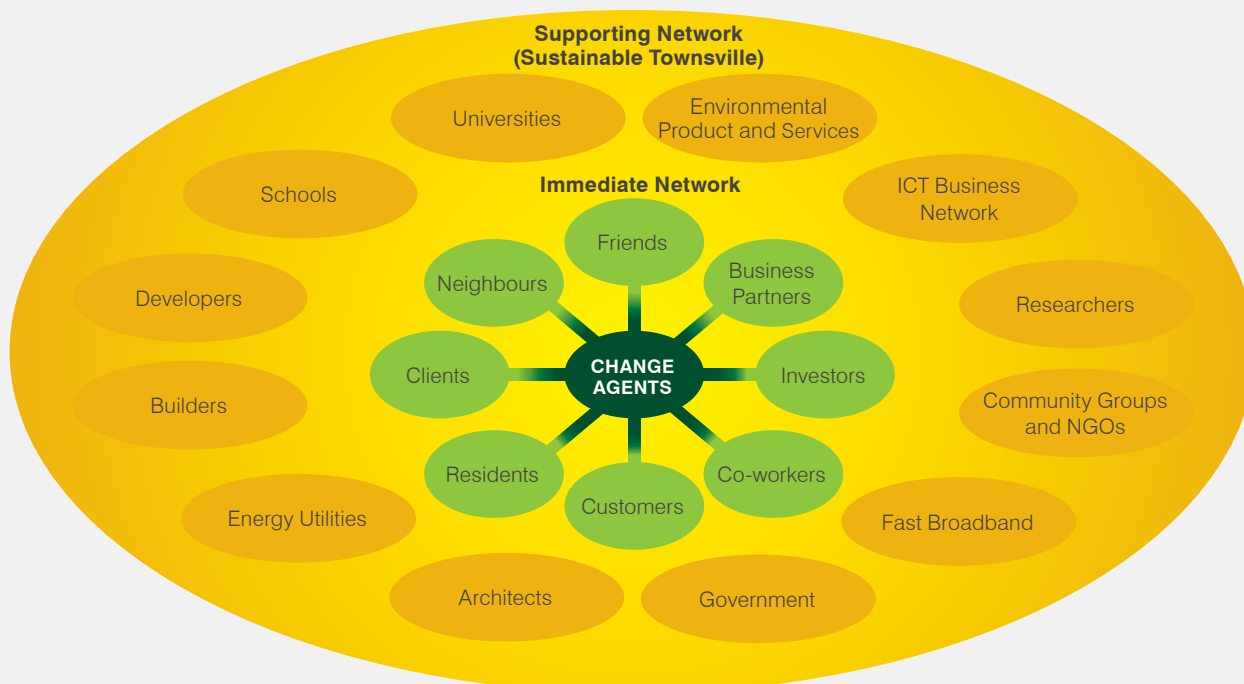 Supporting Network
(Sustainable Townsville)
Universities
Environmental
Product and Services
Schools
Immediate Network
ICT Business
Network
Friends
Neighbours
Business
Partners
Developers
Researchers
Clients
CHANGE
AGENTS
Investors
Builders
Community Groups
and NGOs
Residents
Co-workers
Customers
Energy Utilities
Fast Broadband
Architects
Government